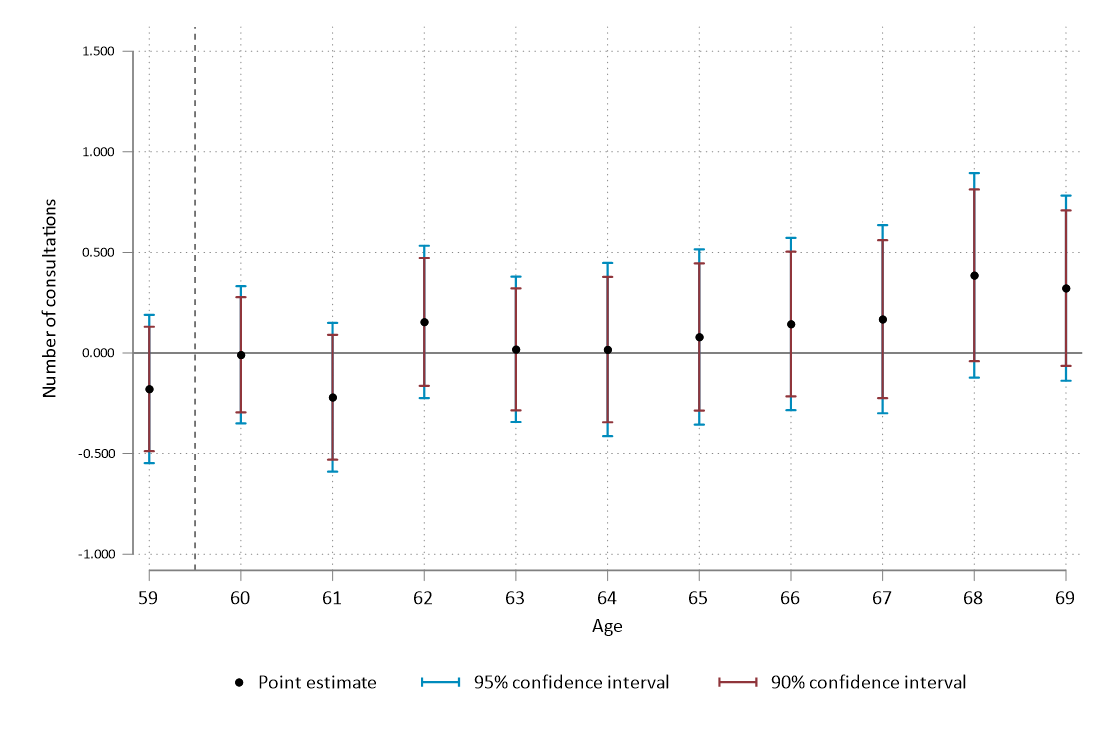 1.500
1.000
0.500
0.000
-0.500
-1.000
Number of consultations
59 60 61 62 63 64 65 66 67 68 69
Age
Point estimate 95% confidence interval 90% confidence interval